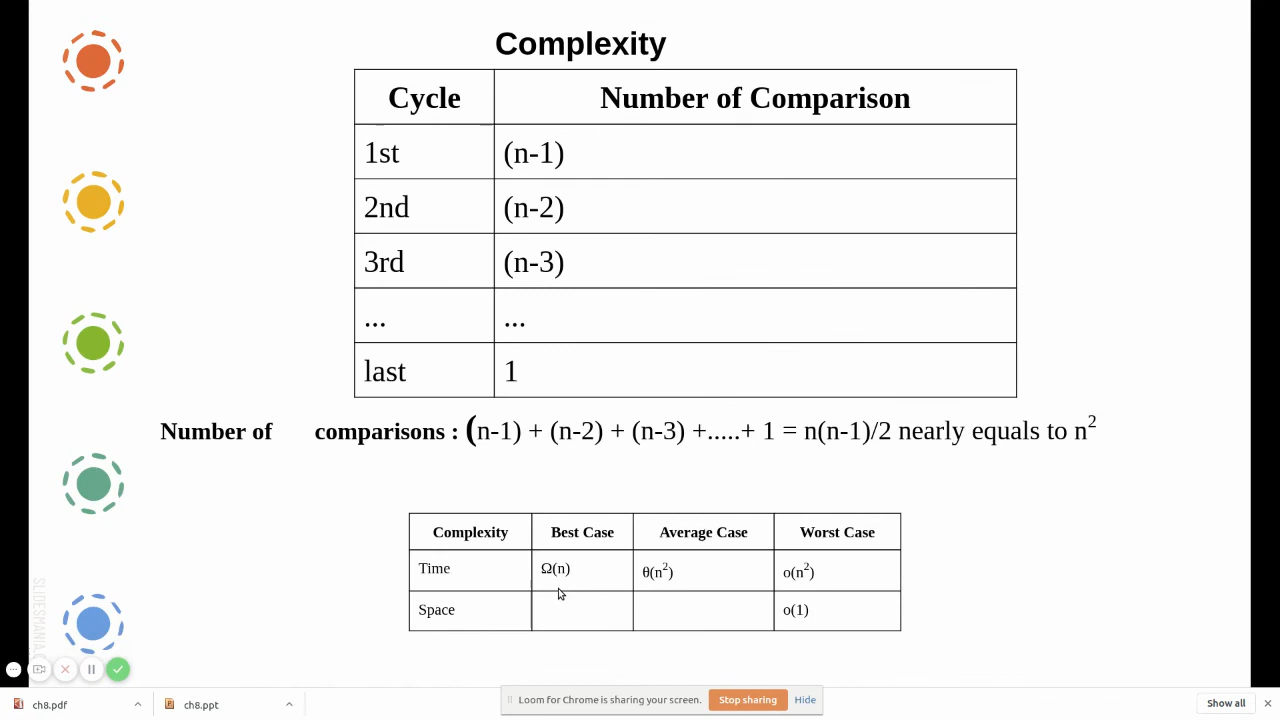 Complexity
Cycle Number of Comparison
1st (n-1)
2nd (n-2)
3rd (n-3)
... ...
last 1
Number of comparisons : (n-1) + (n-2) + (n-3) +.....+ 1 = n(n-1)/2 nearly equals to n²
Complexity Best Case Average Case Worst Case
Time Ω(n) θ(n²) o(n²)
Space o(1)
SLIDESMANIA
ch8.pdf ch8.ppt Loom for Chrome is sharing your screen. Stop sharing Hide Show all